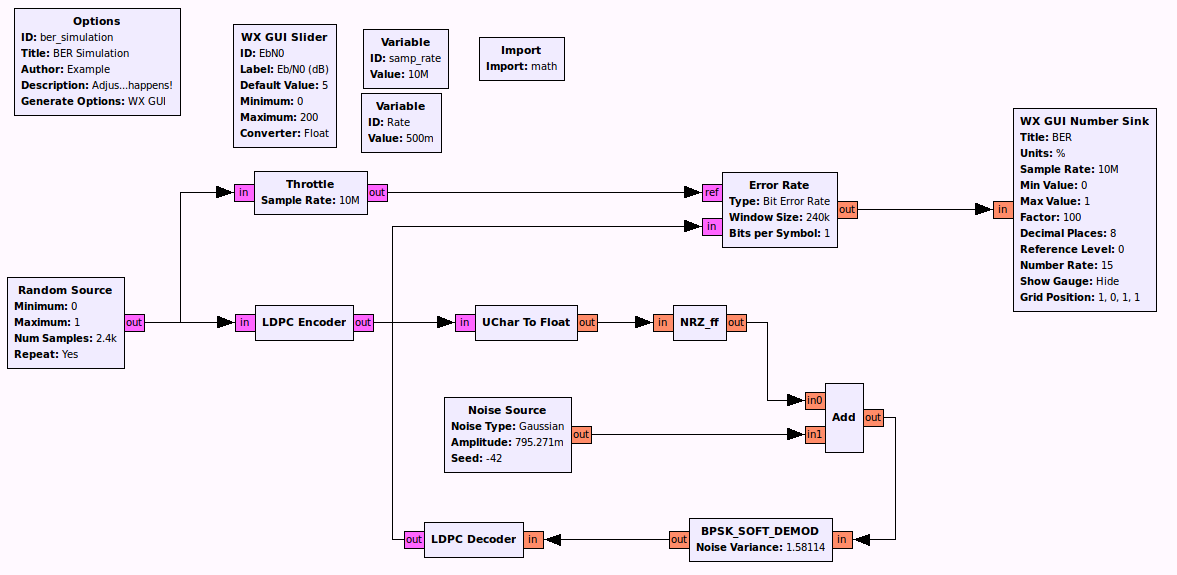 Options
ID: ber_simulation
Title: BER Simulation
Author: Example
Description: Adjus...happens!
Generate Options: WX GUI
WX GUI Slider
ID: EbN0
Label: Eb/N0 (dB)
Default Value: 5
Minimum: 0
Maximum: 200
Converter: Float
Variable
ID: samp_rate
Value: 10M
Variable
ID: Rate
Value: 500m
Import
Import: math
in
Throttle
Sample Rate: 10M
out
ref
in
Error Rate
Type: Bit Error Rate
Window Size: 240k
Bits per Symbol: 1
out
in
WX GUI Number Sink
Title: BER
Units: %
Sample Rate: 10M
Min Value: 0
Max Value: 1
Factor: 100
Decimal Places: 8
Reference Level: 0
Number Rate: 15
Show Gauge: Hide
Grid Position: 1, 0, 1, 1
Random Source
Minimum: 0
Maximum: 1
Num Samples: 2.4k
Repeat: Yes
out
in
LDPC Encoder
out
in
UChar To Float
out
in
NRZ_ff
out
Noise Source
Noise Type: Gaussian
Amplitude: 795.271m
Seed: -42
out
in0
in1
Add
out
out
LDPC Decoder
in
out
BPSK_SOFT_DEMOD
Noise Variance: 1.58114
in